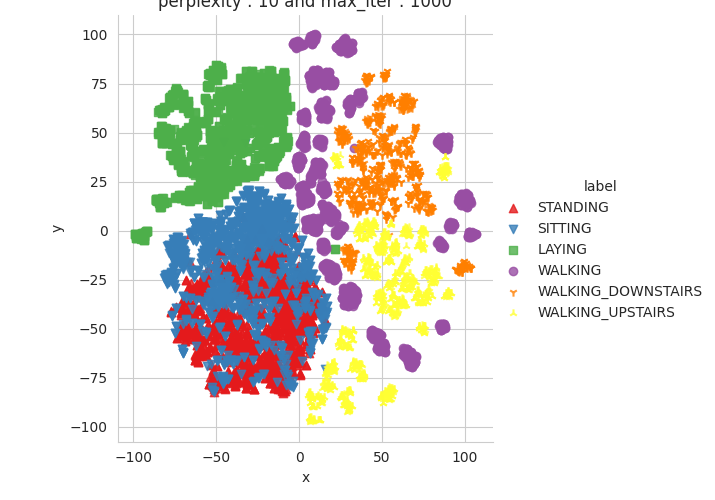 perplexity : 10 and max_iter : 1000
100
75
50
25
0
−25
−50
−75
−100
y
−100 −50 0 50 100
x
label
STANDING
SITTING
LAYING
WALKING
WALKING_DOWNSTAIRS
WALKING_UPSTAIRS